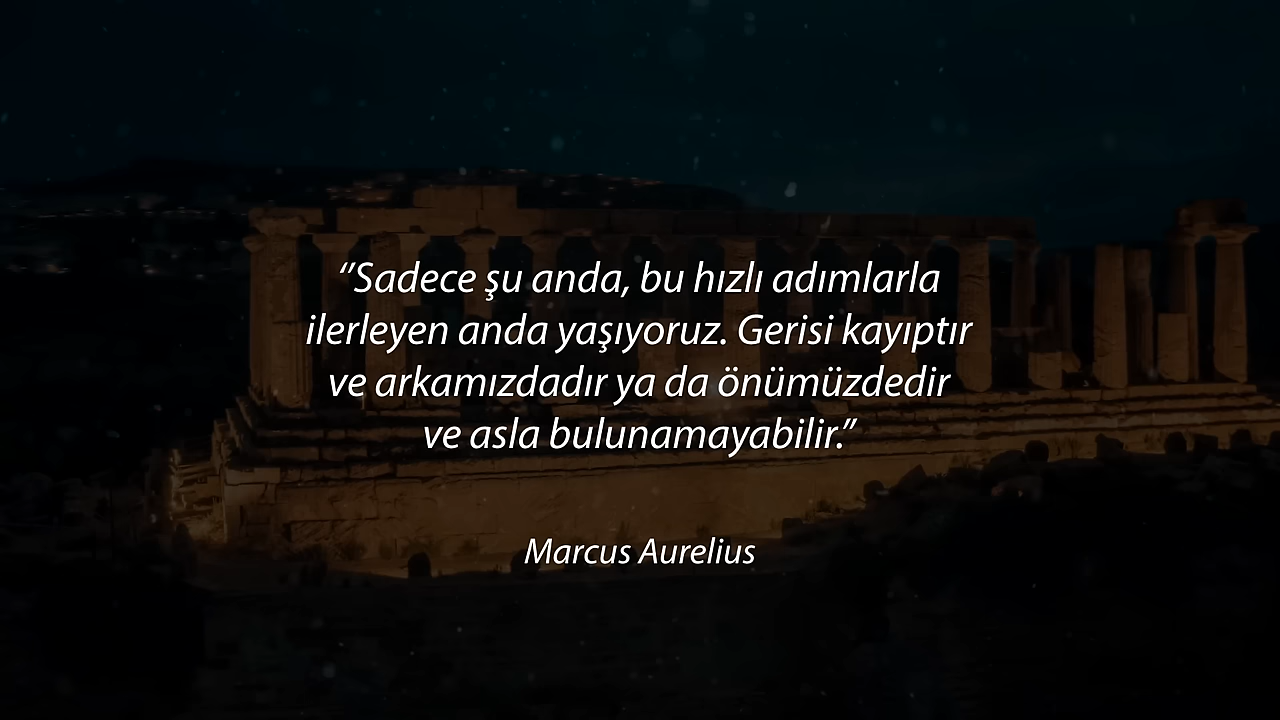 “Sadece şu anda, bu hızlı adımlarla
ilerleyen anda yaşıyoruz. Gerisi kayıptır
ve arkamızdadır ya da önümüzdedir
ve asla bulunamayabilir.”
Marcus Aurelius